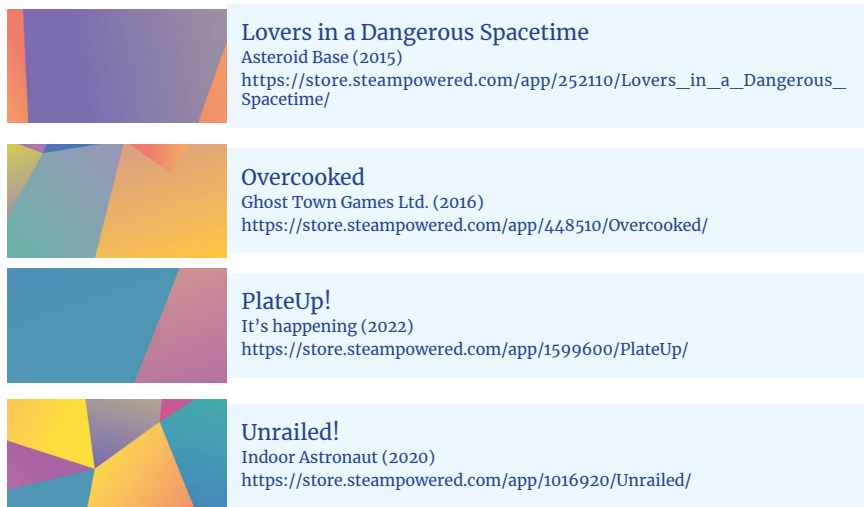 Lovers in a Dangerous Spacetime
Asteroid Base (2015)
https://store.steampowered.com/app/252110/Lovers_in_a_Dangerous_
Spacetime/
Overcooked
Ghost Town Games Ltd. (2016)
https://store.steampowered.com/app/448510/Overcooked/
PlateUp!
It’s happening (2022)
https://store.steampowered.com/app/1599600/PlateUp/
Unrailed!
Indoor Astronaut (2020)
https://store.steampowered.com/app/1016920/Unrailed/